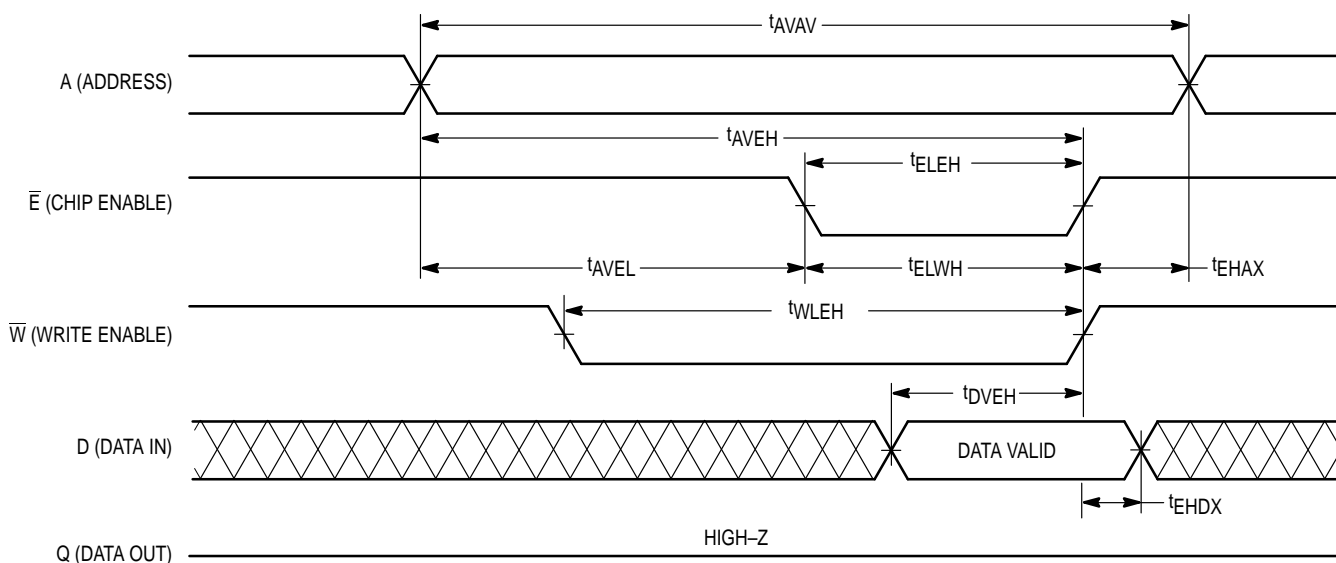 tAVAV
A (ADDRESS)
tAVEH
tELEH
E̅ (CHIP ENABLE)
tAVEL
tELWH
tEHAX
tWLEH
W̅ (WRITE ENABLE)
tDVEH
D (DATA IN)
DATA VALID
tEHDX
HIGH–Z
Q (DATA OUT)